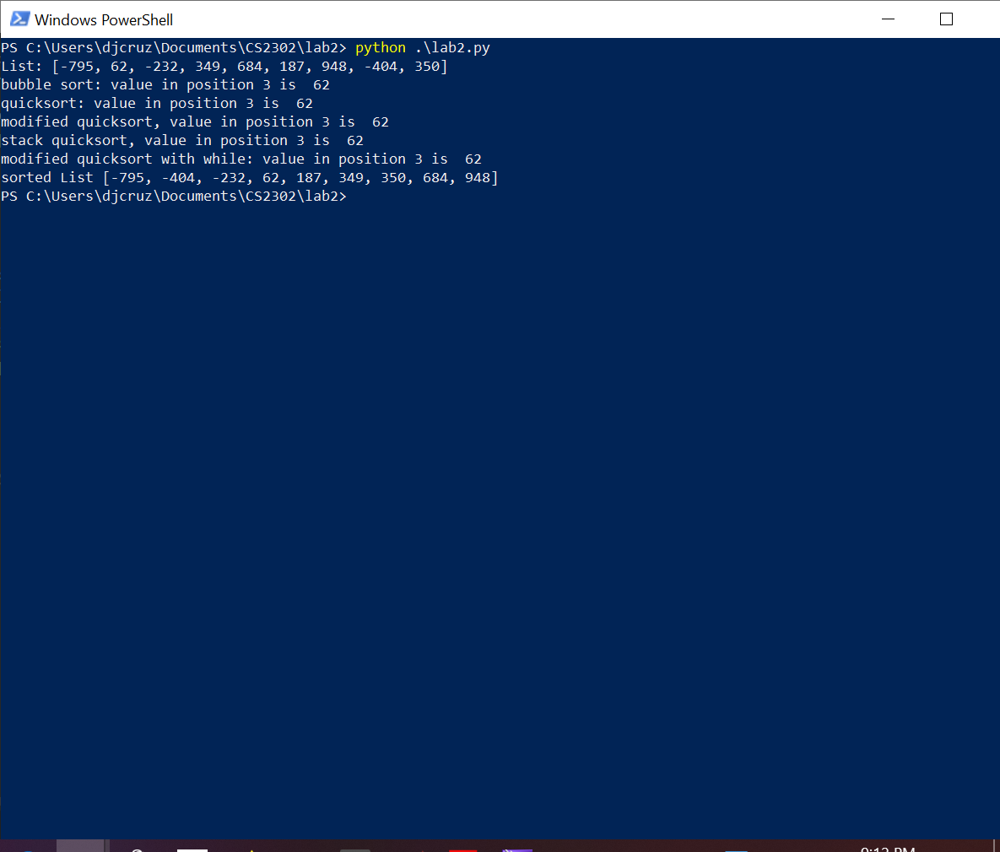 Windows PowerShell
PS C:\Users\djcruz\Documents\CS2302\lab2> python .\lab2.py
List: [-795, 62, -232, 349, 684, 187, 948, -404, 350]
bubble sort: value in position 3 is  62
quicksort: value in position 3 is  62
modified quicksort, value in position 3 is  62
stack quicksort, value in position 3 is  62
modified quicksort with while: value in position 3 is  62
sorted List [-795, -404, -232, 62, 187, 349, 350, 684, 948]
PS C:\Users\djcruz\Documents\CS2302\lab2>